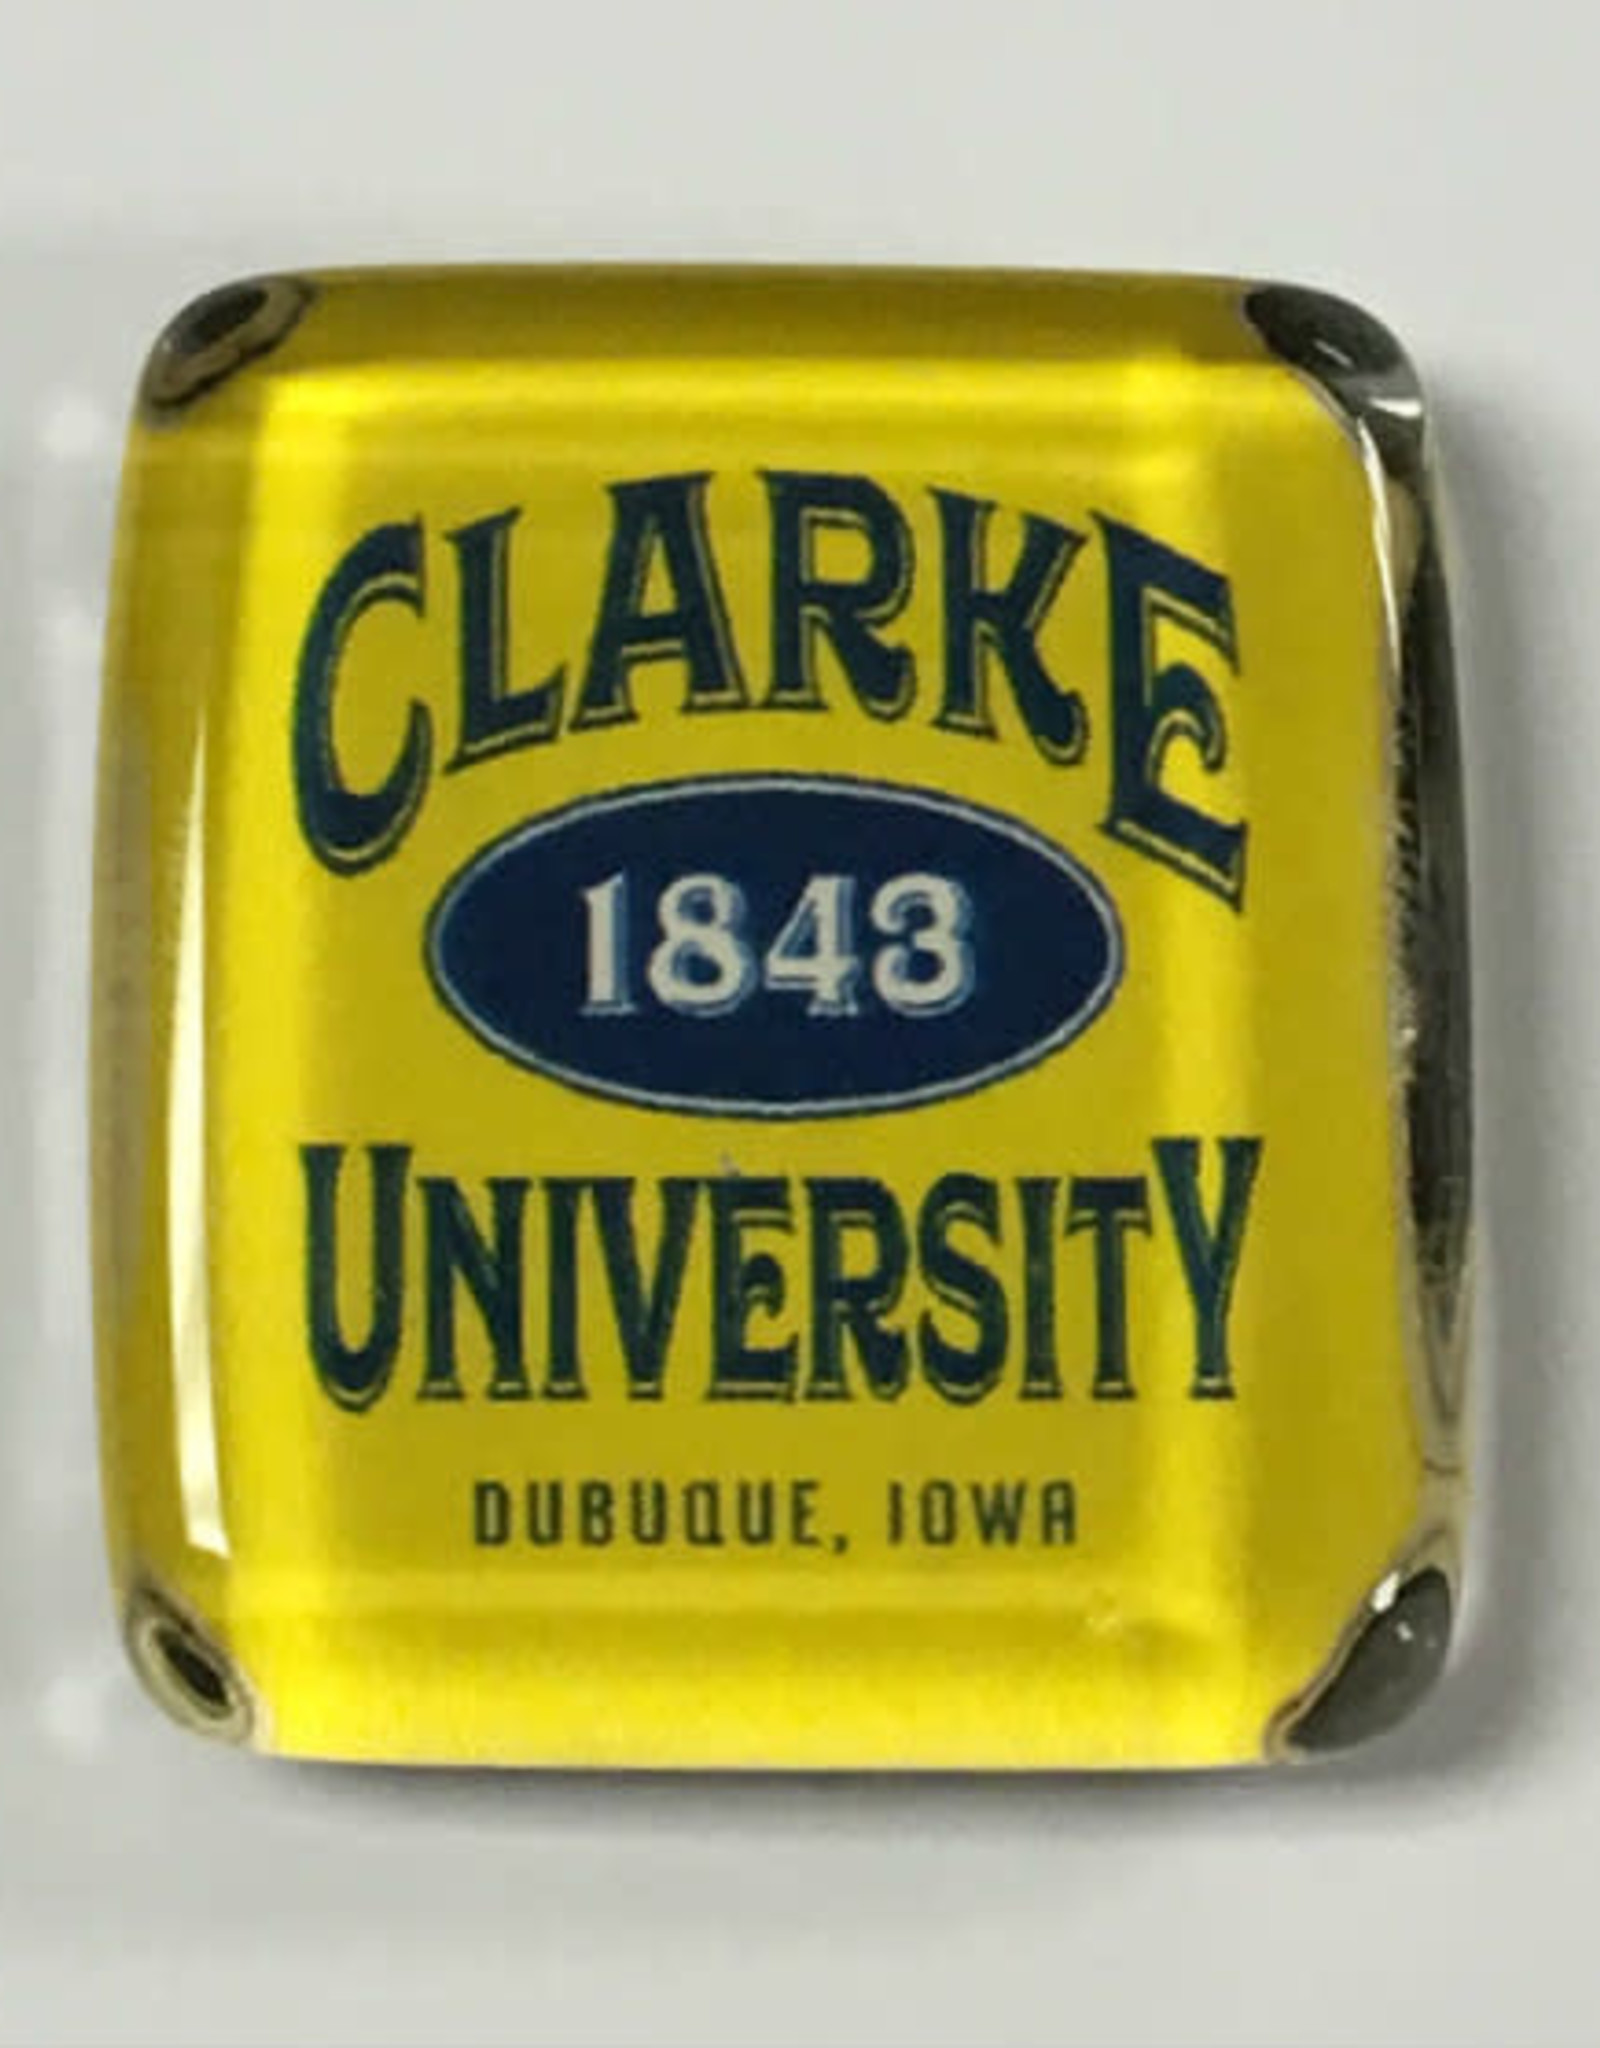 CLARKE
1843
UNIVERSITY
DUBUQUE, IOWA